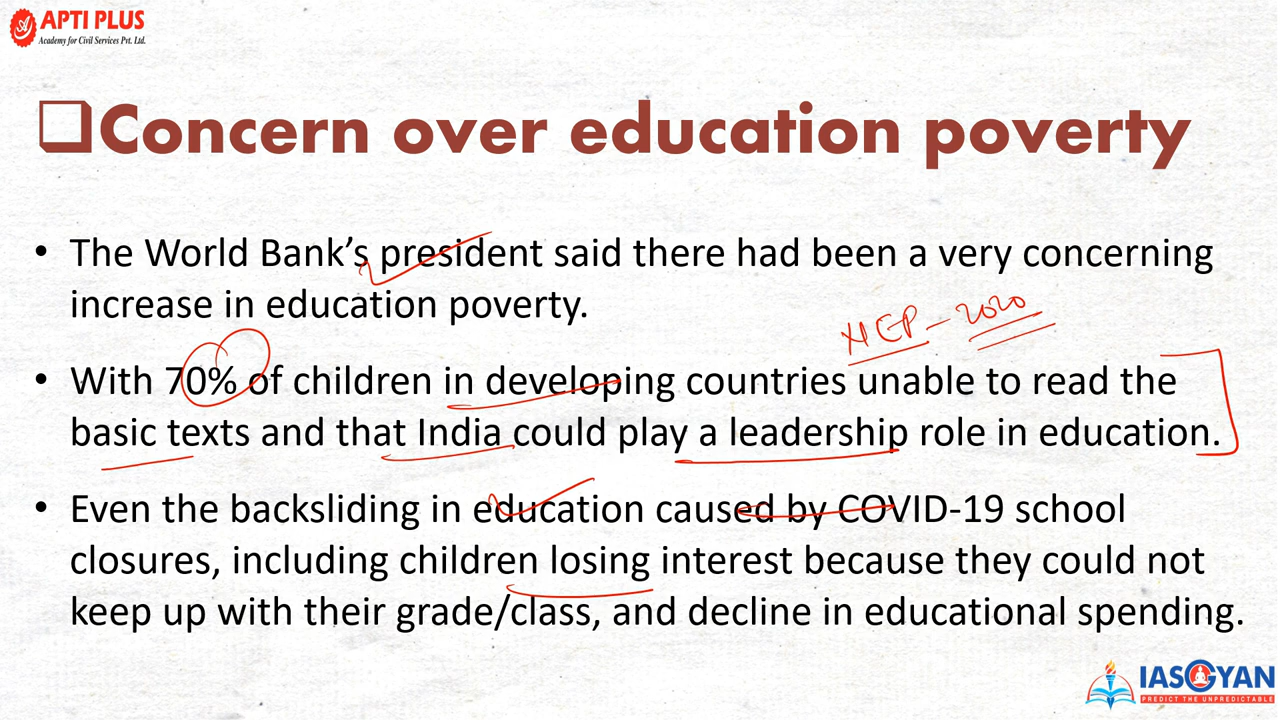 APTI PLUS
Academy for Civil Services Pvt. Ltd.
Concern over education poverty
• The World Bank's president said there had been a very concerning
increase in education poverty.
NEP - 2020
• With 70% of children in developing countries unable to read the
basic texts and that India could play a leadership role in education.
• Even the backsliding in education caused by COVID-19 school
closures, including children losing interest because they could not
keep up with their grade/class, and decline in educational spending.
IASGYAN
PREDICT THE UNPREDICTABLE